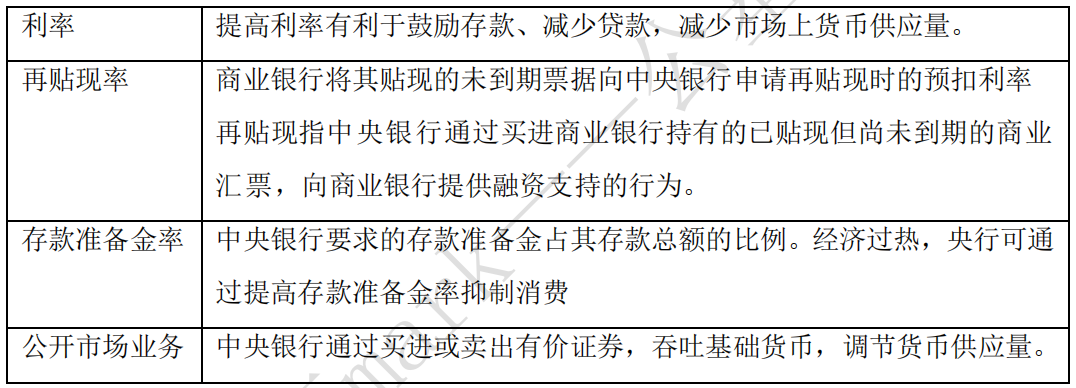 利率 提高利率有利于鼓励存款、减少贷款，减少市场上货币供应量。
再贴现率 商业银行将其贴现的未到期票据向中央银行申请再贴现时的预扣利率
再贴现指中央银行通过买进商业银行持有的已贴现但尚未到期的商业
汇票，向商业银行提供融资支持的行为。
存款准备金率 中央银行要求的存款准备金占其存款总额的比例。经济过热，央行可通
过提高存款准备金率抑制消费
公开市场业务 中央银行通过买进或卖出有价证券，吞吐基础货币，调节货币供应量。